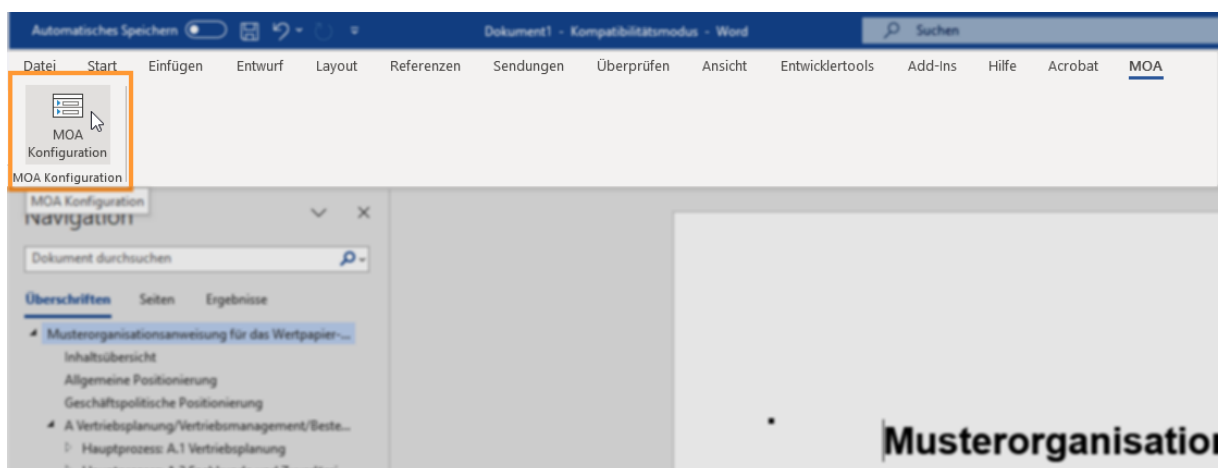 Automatisches Speichern
Dokument1 - Kompatibilitätsmodus - Word
Suchen
Datei Start Einfügen Entwurf Layout Referenzen Sendungen Überprüfen Ansicht Entwicklertools Add-Ins Hilfe Acrobat MOA
MOA
Konfiguration
MOA Konfiguration
MOA Konfiguration
Navigation
Dokument durchsuchen
Überschriften Seiten Ergebnisse
Musterorganisationsanweisung für das Wertpapier-...
Inhaltsübersicht
Allgemeine Positionierung
Geschäftspolitische Positionierung
A Vertriebsplanung/Vertriebsmanagement/Beste...
Hauptprozess: A.1 Vertriebsplanung
Musterorganisation